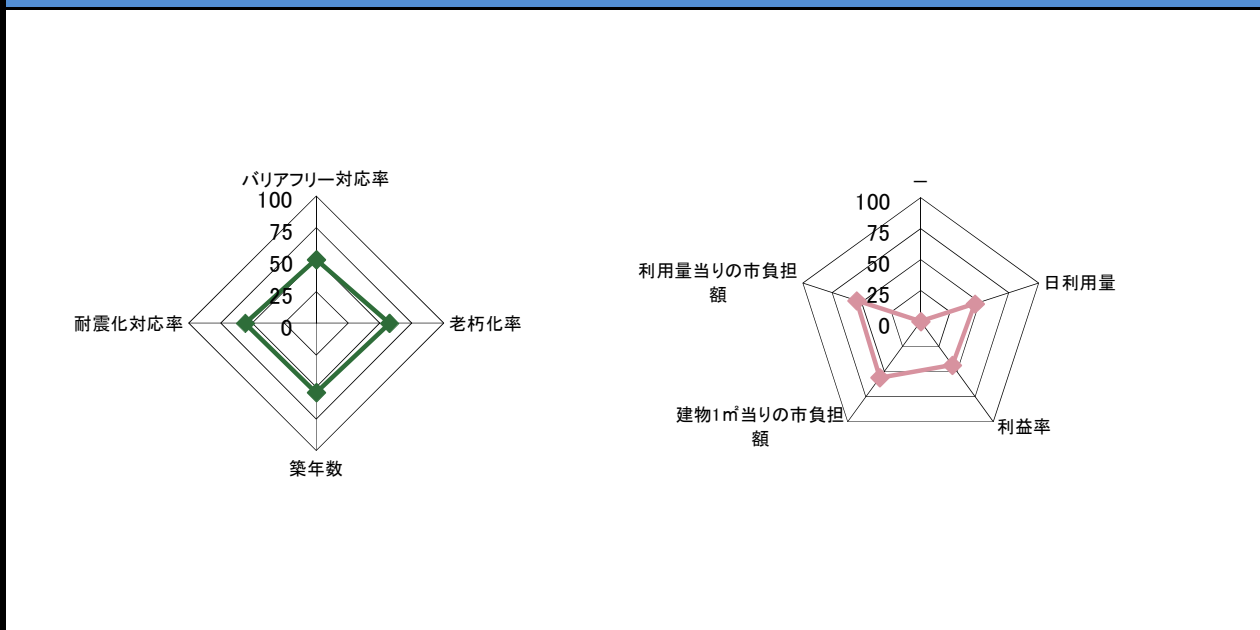 バリアフリー対応率
100
75
50
25
0
耐震化対応率
老朽化率
築年数
－
100
75
50
25
0
利用量当りの市負担
額
日利用量
建物1㎡当りの市負担
額
利益率